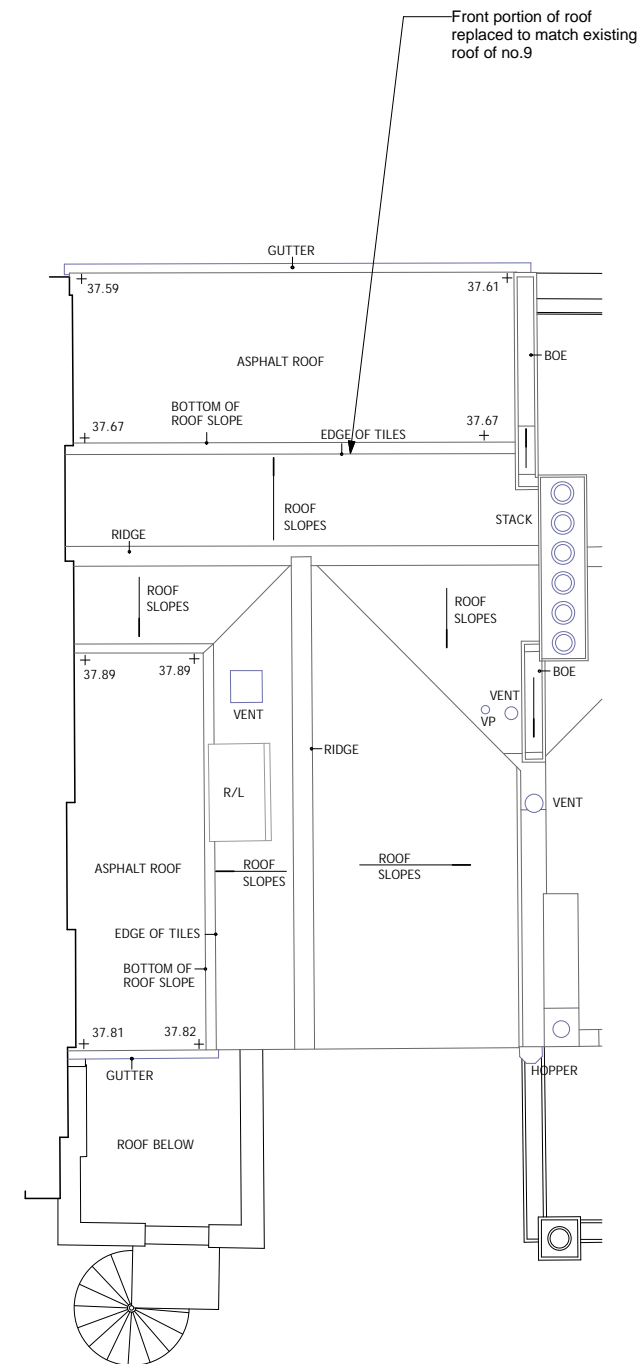 Front portion of roof
replaced to match existing
roof of no.9
GUTTER
37.59
37.61
ASPHALT ROOF
BOE
BOTTOM OF
ROOF SLOPE
37.67
37.67
EDGE OF TILES
ROOF
SLOPES
STACK
RIDGE
ROOF
SLOPES
ROOF
SLOPES
37.89
37.89
BOE
VENT
VENT
VP
RIDGE
R/L
VENT
ASPHALT ROOF
ROOF
SLOPES
ROOF
SLOPES
EDGE OF TILES
BOTTOM OF
ROOF SLOPE
37.81
37.82
GUTTER
HOPPER
ROOF BELOW